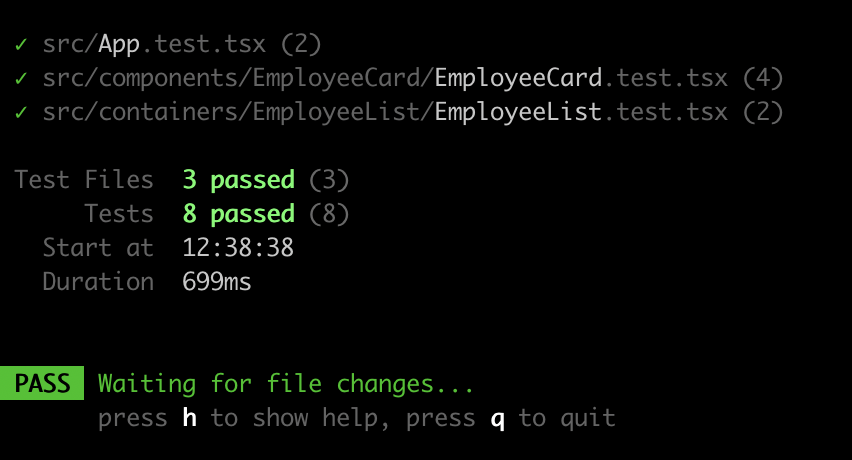 ✓ src/App.test.tsx (2)
✓ src/components/EmployeeCard/EmployeeCard.test.tsx (4)
✓ src/containers/EmployeeList/EmployeeList.test.tsx (2)
Test Files 3 passed (3)
Tests 8 passed (8)
Start at 12:38:38
Duration 699ms
PASS Waiting for file changes...
press h to show help, press q to quit